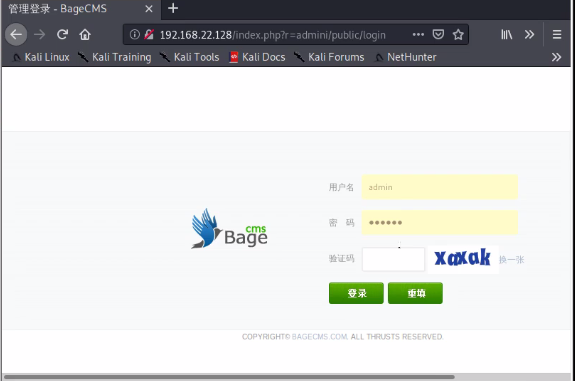 管理登录 - BageCMS
192.168.22.128/index.php?r=admini/public/login
Kali Linux Kali Training Kali Tools Kali Docs Kali Forums NetHunter
用户名 admin
密 码 ••••••
验证码 xaxak 换一张
Bage cms
登录 重填
COPYRIGHT© BAGECMS.COM. ALL THRUSTS RESERVED.